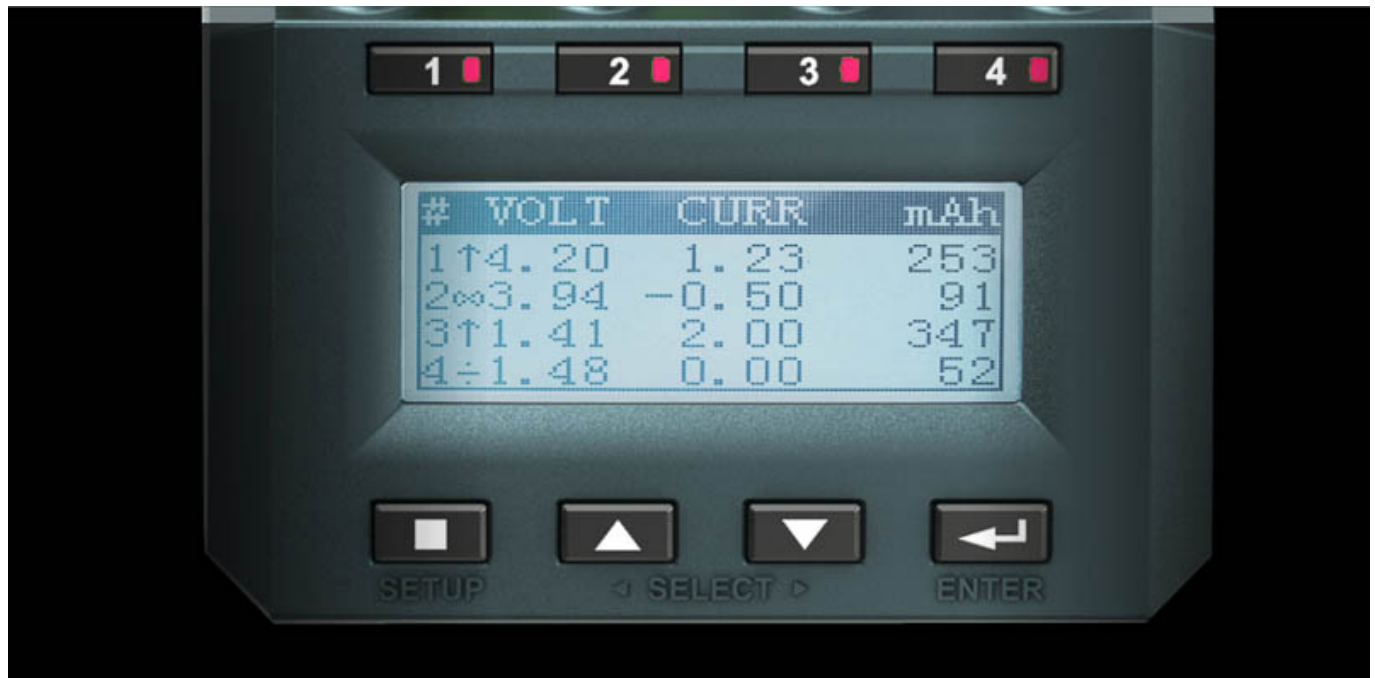 1 2 3 4
# VOLT CURR mAh
1↑4.20 1.23 253
2∞3.94 -0.50 91
3↑1.41 2.00 347
4÷1.48 0.00 52
SETUP ◁ SELECT ▷ ENTER